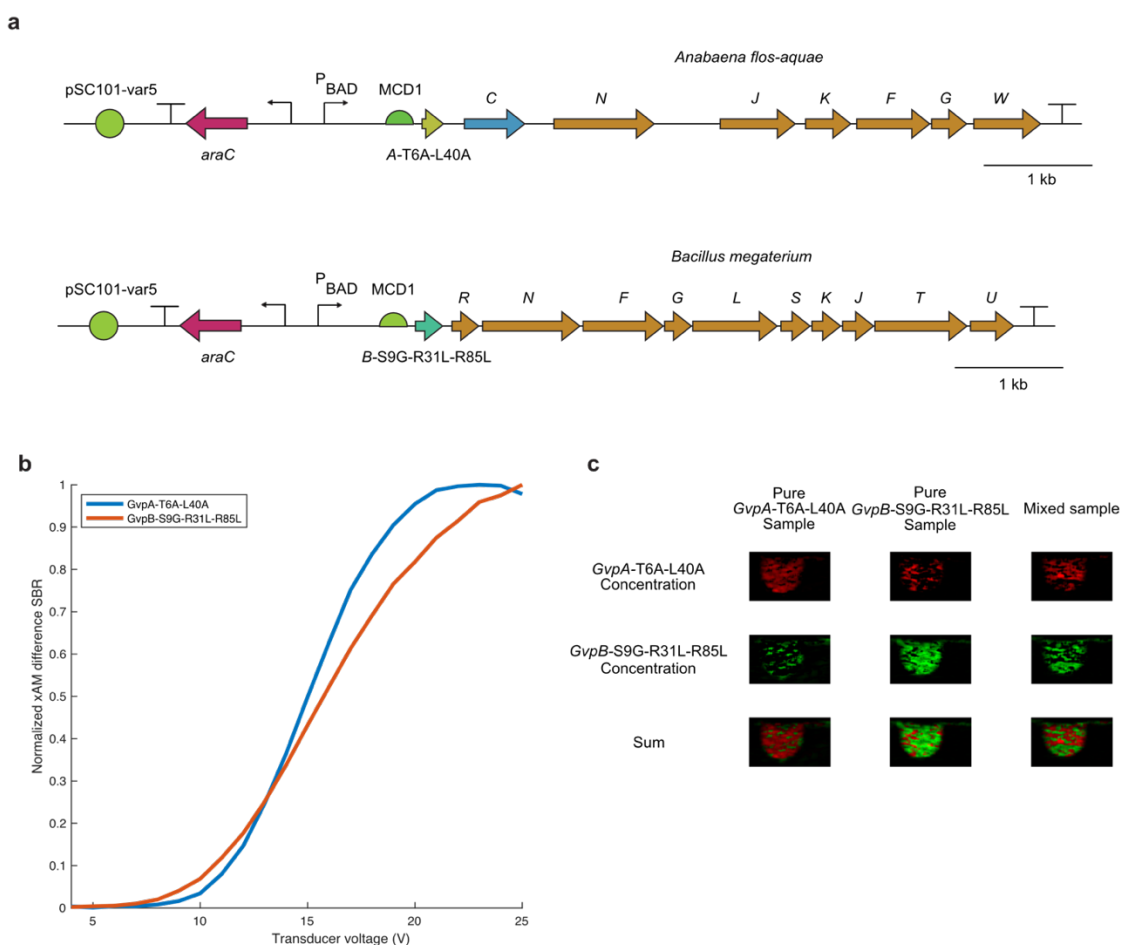 a
Anabaena flos-aquae
pSC101-var5
PBAD
MCD1
C
N
J
K
F
G
W
araC
A-T6A-L40A
1 kb
Bacillus megaterium
pSC101-var5
PBAD
MCD1
R
N
F
G
L
S
K
J
T
U
araC
B-S9G-R31L-R85L
1 kb
b
GvpA-T6A-L40A
GvpB-S9G-R31L-R85L
1
0.9
0.8
0.7
0.6
0.5
0.4
0.3
0.2
0.1
0
5
10
15
20
25
Normalized xAM difference SBR
Transducer voltage (V)
c
Pure
GvpA-T6A-L40A
Sample
Pure
GvpB-S9G-R31L-R85L
Sample
Mixed sample
GvpA-T6A-L40A
Concentration
GvpB-S9G-R31L-R85L
Concentration
Sum